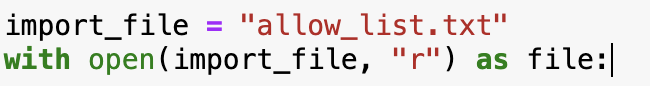 import_file = "allow_list.txt"
with open(import_file, "r") as file: